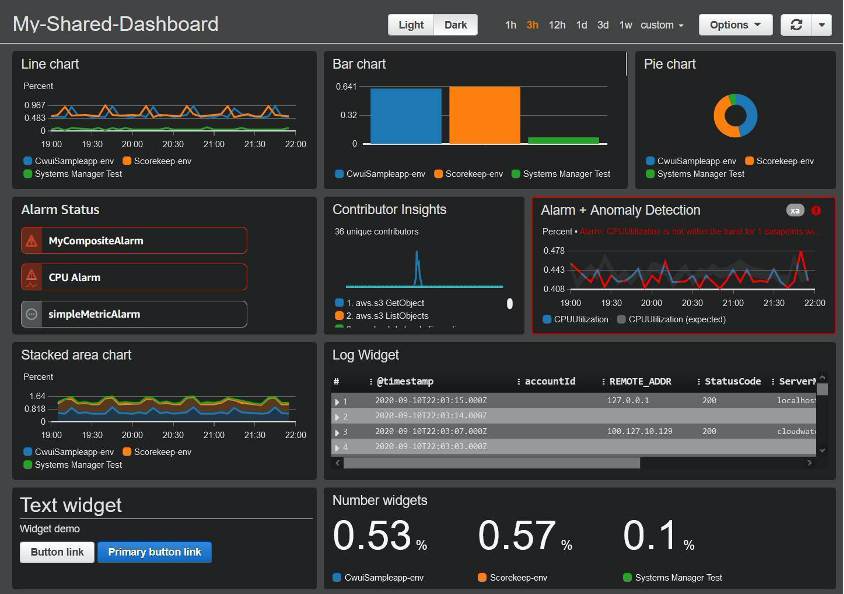 My-Shared-Dashboard
Light Dark 1h 3h 12h 1d 3d 1w custom Options
Line chart
Percent
0.967
0.483
0
19:00 19:30 20:00 20:30 21:00 21:30 22:00
CwuiSampleapp-env Scorekeep-env
Systems Manager Test
Bar chart
0.641
0.32
0
CwuiSampleapp-env Scorekeep-env Systems Manager Test
Pie chart
CwuiSampleapp-env Scorekeep-env
Systems Manager Test
Alarm Status
MyCompositeAlarm
CPU Alarm
simpleMetricAlarm
Contributor Insights
36 unique contributors
1. aws.s3 GetObject
2. aws.s3 ListObjects
Alarm + Anomaly Detection xa
Percent • Alarm: CPUUtilization is not within the band for 1 datapoints wi...
0.478
0.443
0.408
19:00 19:30 20:00 20:30 21:00 21:30 22:00
CPUUtilization CPUUtilization (expected)
Stacked area chart
Percent
1.64
0.818
0
19:00 19:30 20:00 20:30 21:00 21:30 22:00
CwuiSampleapp-env Scorekeep-env
Systems Manager Test
Log Widget
# @timestamp accountId REMOTE_ADDR StatusCode ServerN
1 2020-09-10T22:03:15.000Z 127.0.0.1 200 localhos
2 2020-09-10T22:03:14.000Z
3 2020-09-10T22:03:07.000Z 100.127.10.129 200 cloudwat
4 2020-09-10T22:03:03.000Z
Text widget
Widget demo
Button link Primary button link
Number widgets
0.53 % 0.57 % 0.1 %
CwuiSampleapp-env Scorekeep-env Systems Manager Test